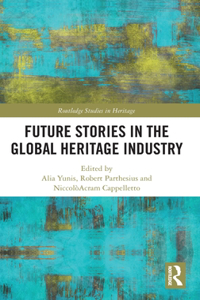 Routledge Studies in Heritage
FUTURE STORIES IN THE
GLOBAL HERITAGE INDUSTRY
Edited by
Alia Yunis, Robert Parthesius and
NiccolòAcram Cappelletto
R
Routledge